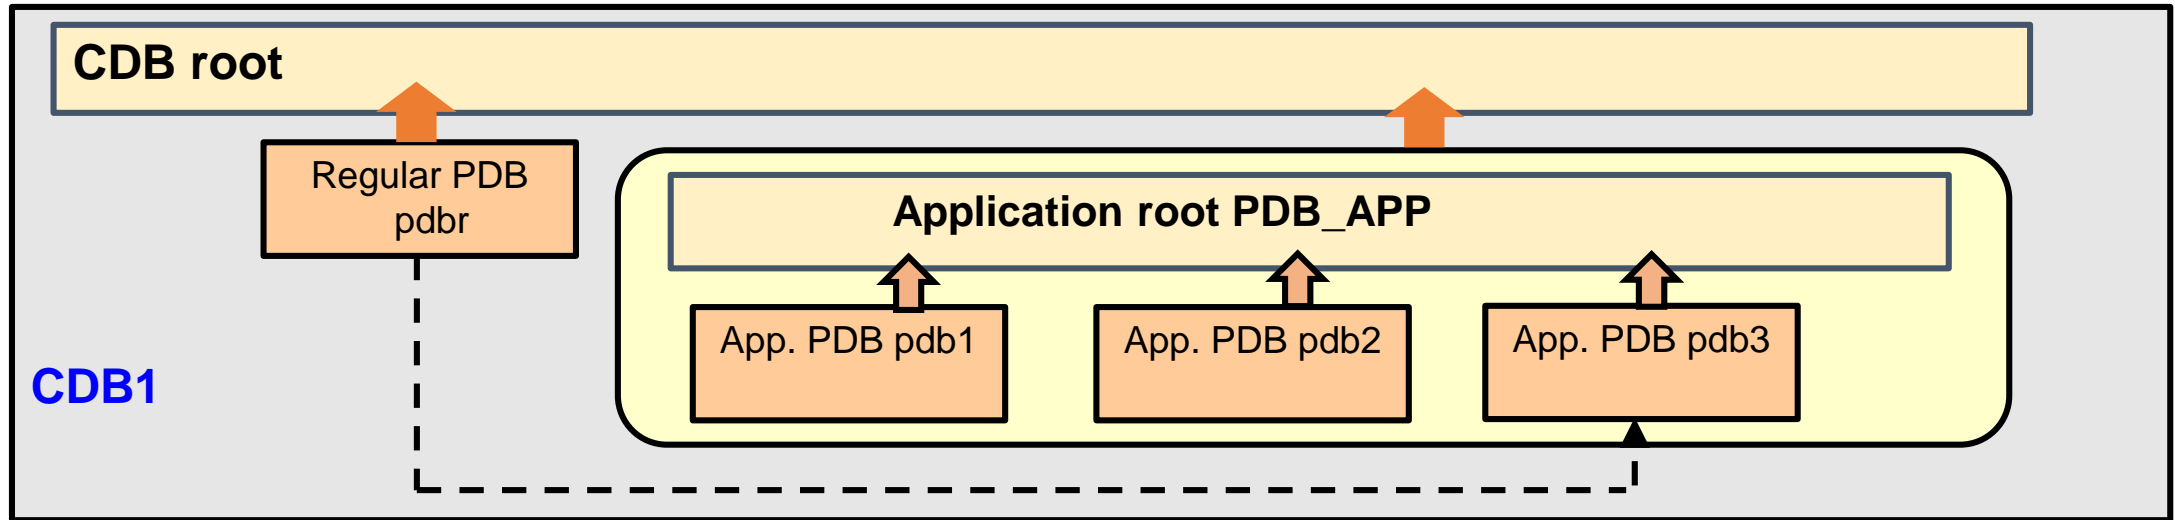 CDB root
Regular PDB
pdbr
Application root PDB_APP
App. PDB pdb1
App. PDB pdb2
App. PDB pdb3
CDB1